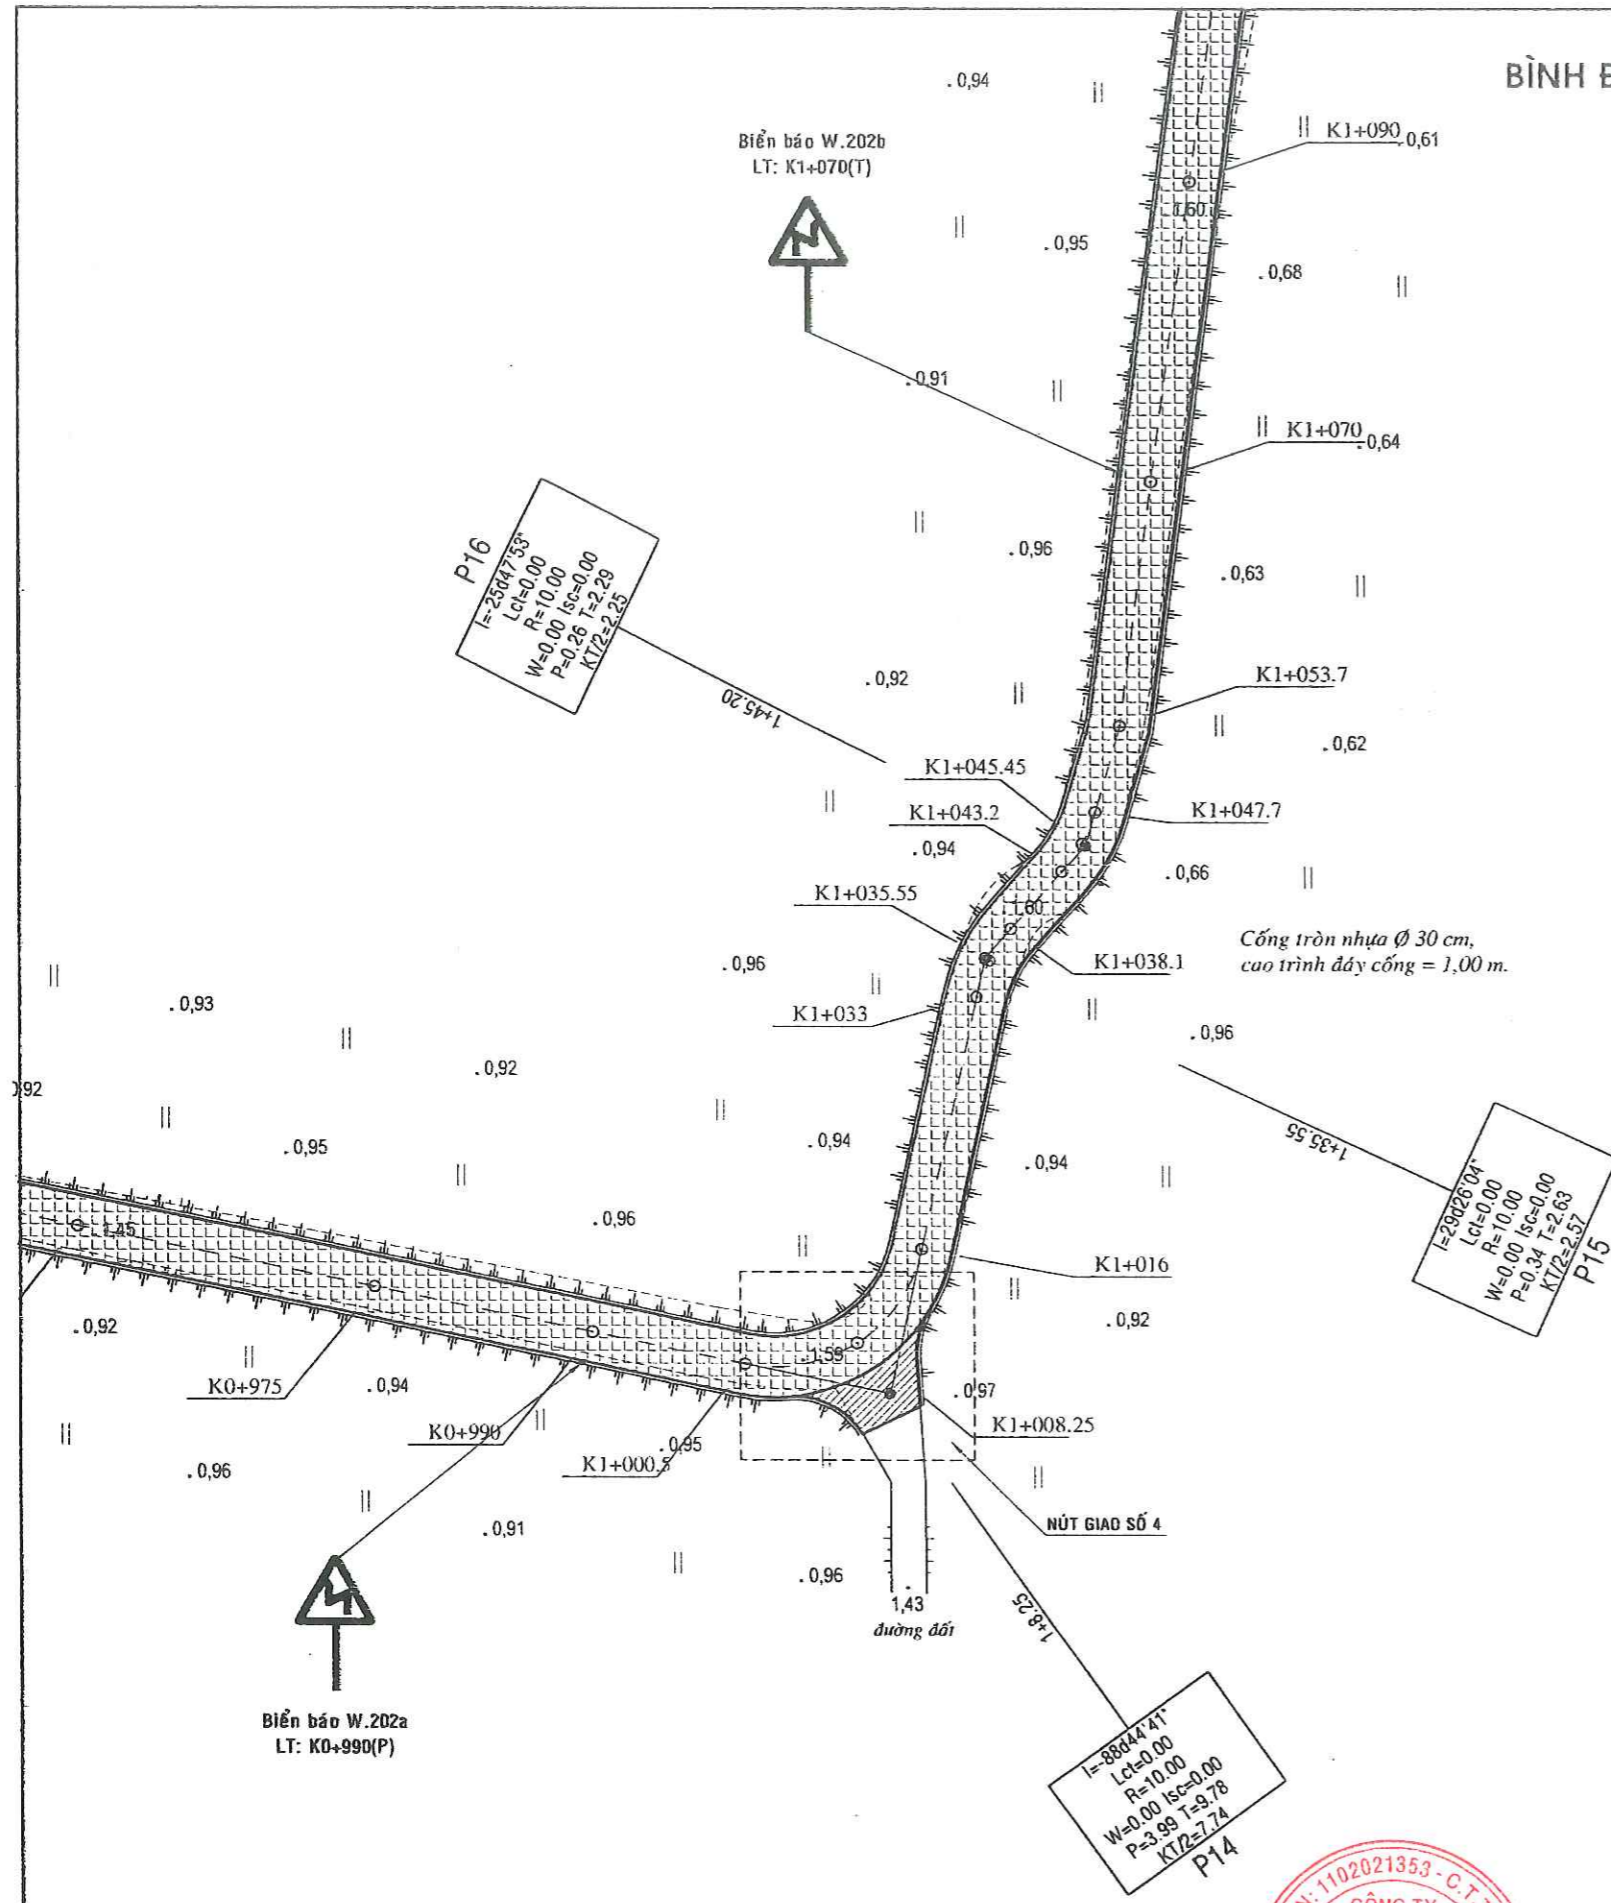 BÌNH
. 0,94
Biển báo W.202b
LT: K1+070(T)
K1+090
0,61
1,60
. 0,95
. 0,68
. 0,91
K1+070
0,64
P16
I=-25d47'53"
Lct=0.00
R=10.00
W=0.00 Isc=0.00
P=0.26 T=2.29
KT/2=2.25
. 0,96
. 0,63
. 0,92
K1+053.7
1+45.20
. 0,62
K1+045.45
K1+043.2
K1+047.7
. 0,94
. 0,66
K1+035.55
1,60
Cống tròn nhựa Ø 30 cm,
cao trình đáy cống = 1,00 m.
. 0,96
K1+038.1
. 0,93
K1+033
. 0,96
. 0,92
0,92
1+35.55
I=29d26'04"
Lct=0.00
R=10.00
W=0.00 Isc=0.00
P=0.34 T=2.63
KT/2=2.57
P15
. 0,95
. 0,94
. 0,94
. 0,96
. 1,45
K1+016
. 0,92
. 0,92
. 1,59
K0+975
. 0,94
. 0,97
K0+990
K1+008.25
. 0,95
K1+000.5
. 0,96
NÚT GIAO SỐ 4
. 0,91
. 0,96
1,43
đường đất
1+8.25
Biển báo W.202a
LT: K0+990(P)
I=-88d44'41"
Lct=0.00
R=10.00
W=0.00 Isc=0.00
P=3.99 T=9.78
KT/2=7.74
P14
N: 1102021353 - C.T.
CÔNG TY